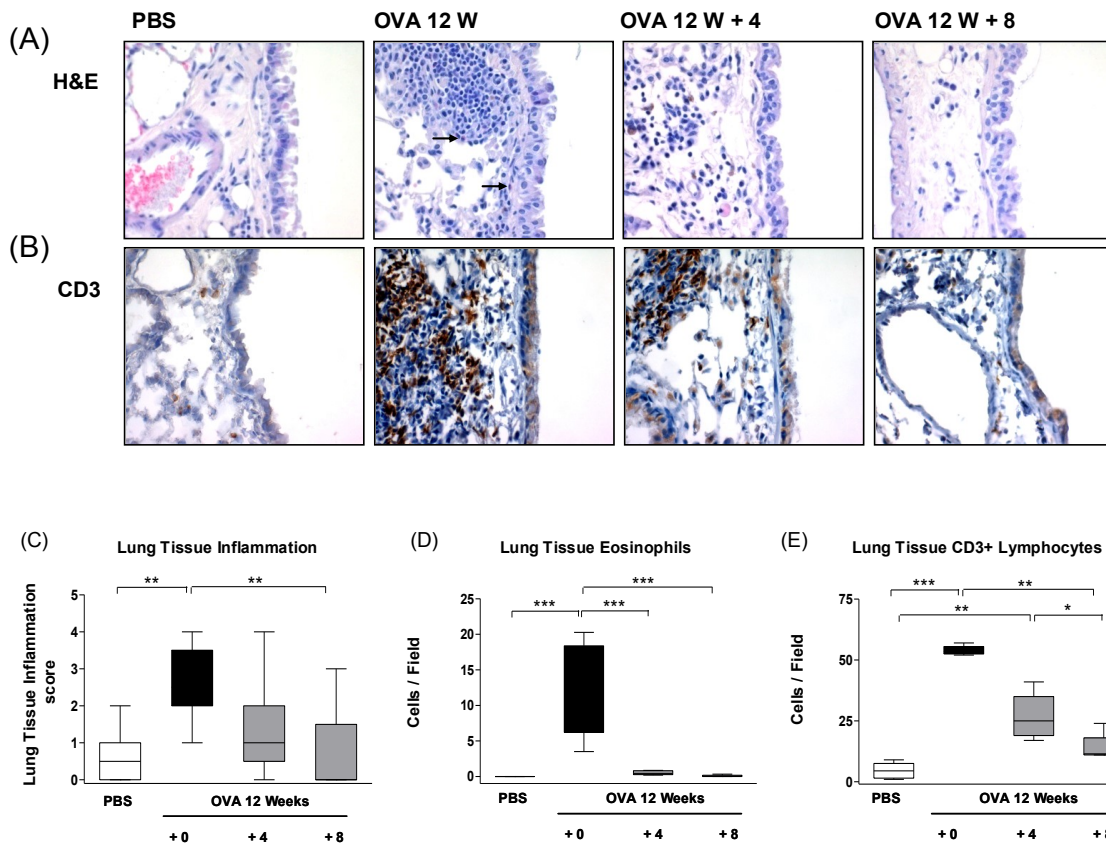 PBS OVA 12 W OVA 12 W + 4 OVA 12 W + 8
(A)
H&E
(B)
CD3
(C) Lung Tissue Inflammation
Lung Tissue Inflammation
score
5
4
3
2
1
0
** **
PBS OVA 12 Weeks
+ 0 + 4 + 8
(D) Lung Tissue Eosinophils
Cells / Field
25
20
15
10
5
0
***
*** ***
PBS OVA 12 Weeks
+ 0 + 4 + 8
(E) Lung Tissue CD3+ Lymphocytes
Cells / Field
75
50
25
0
*** **
** *
PBS OVA 12 Weeks
+ 0 + 4 + 8